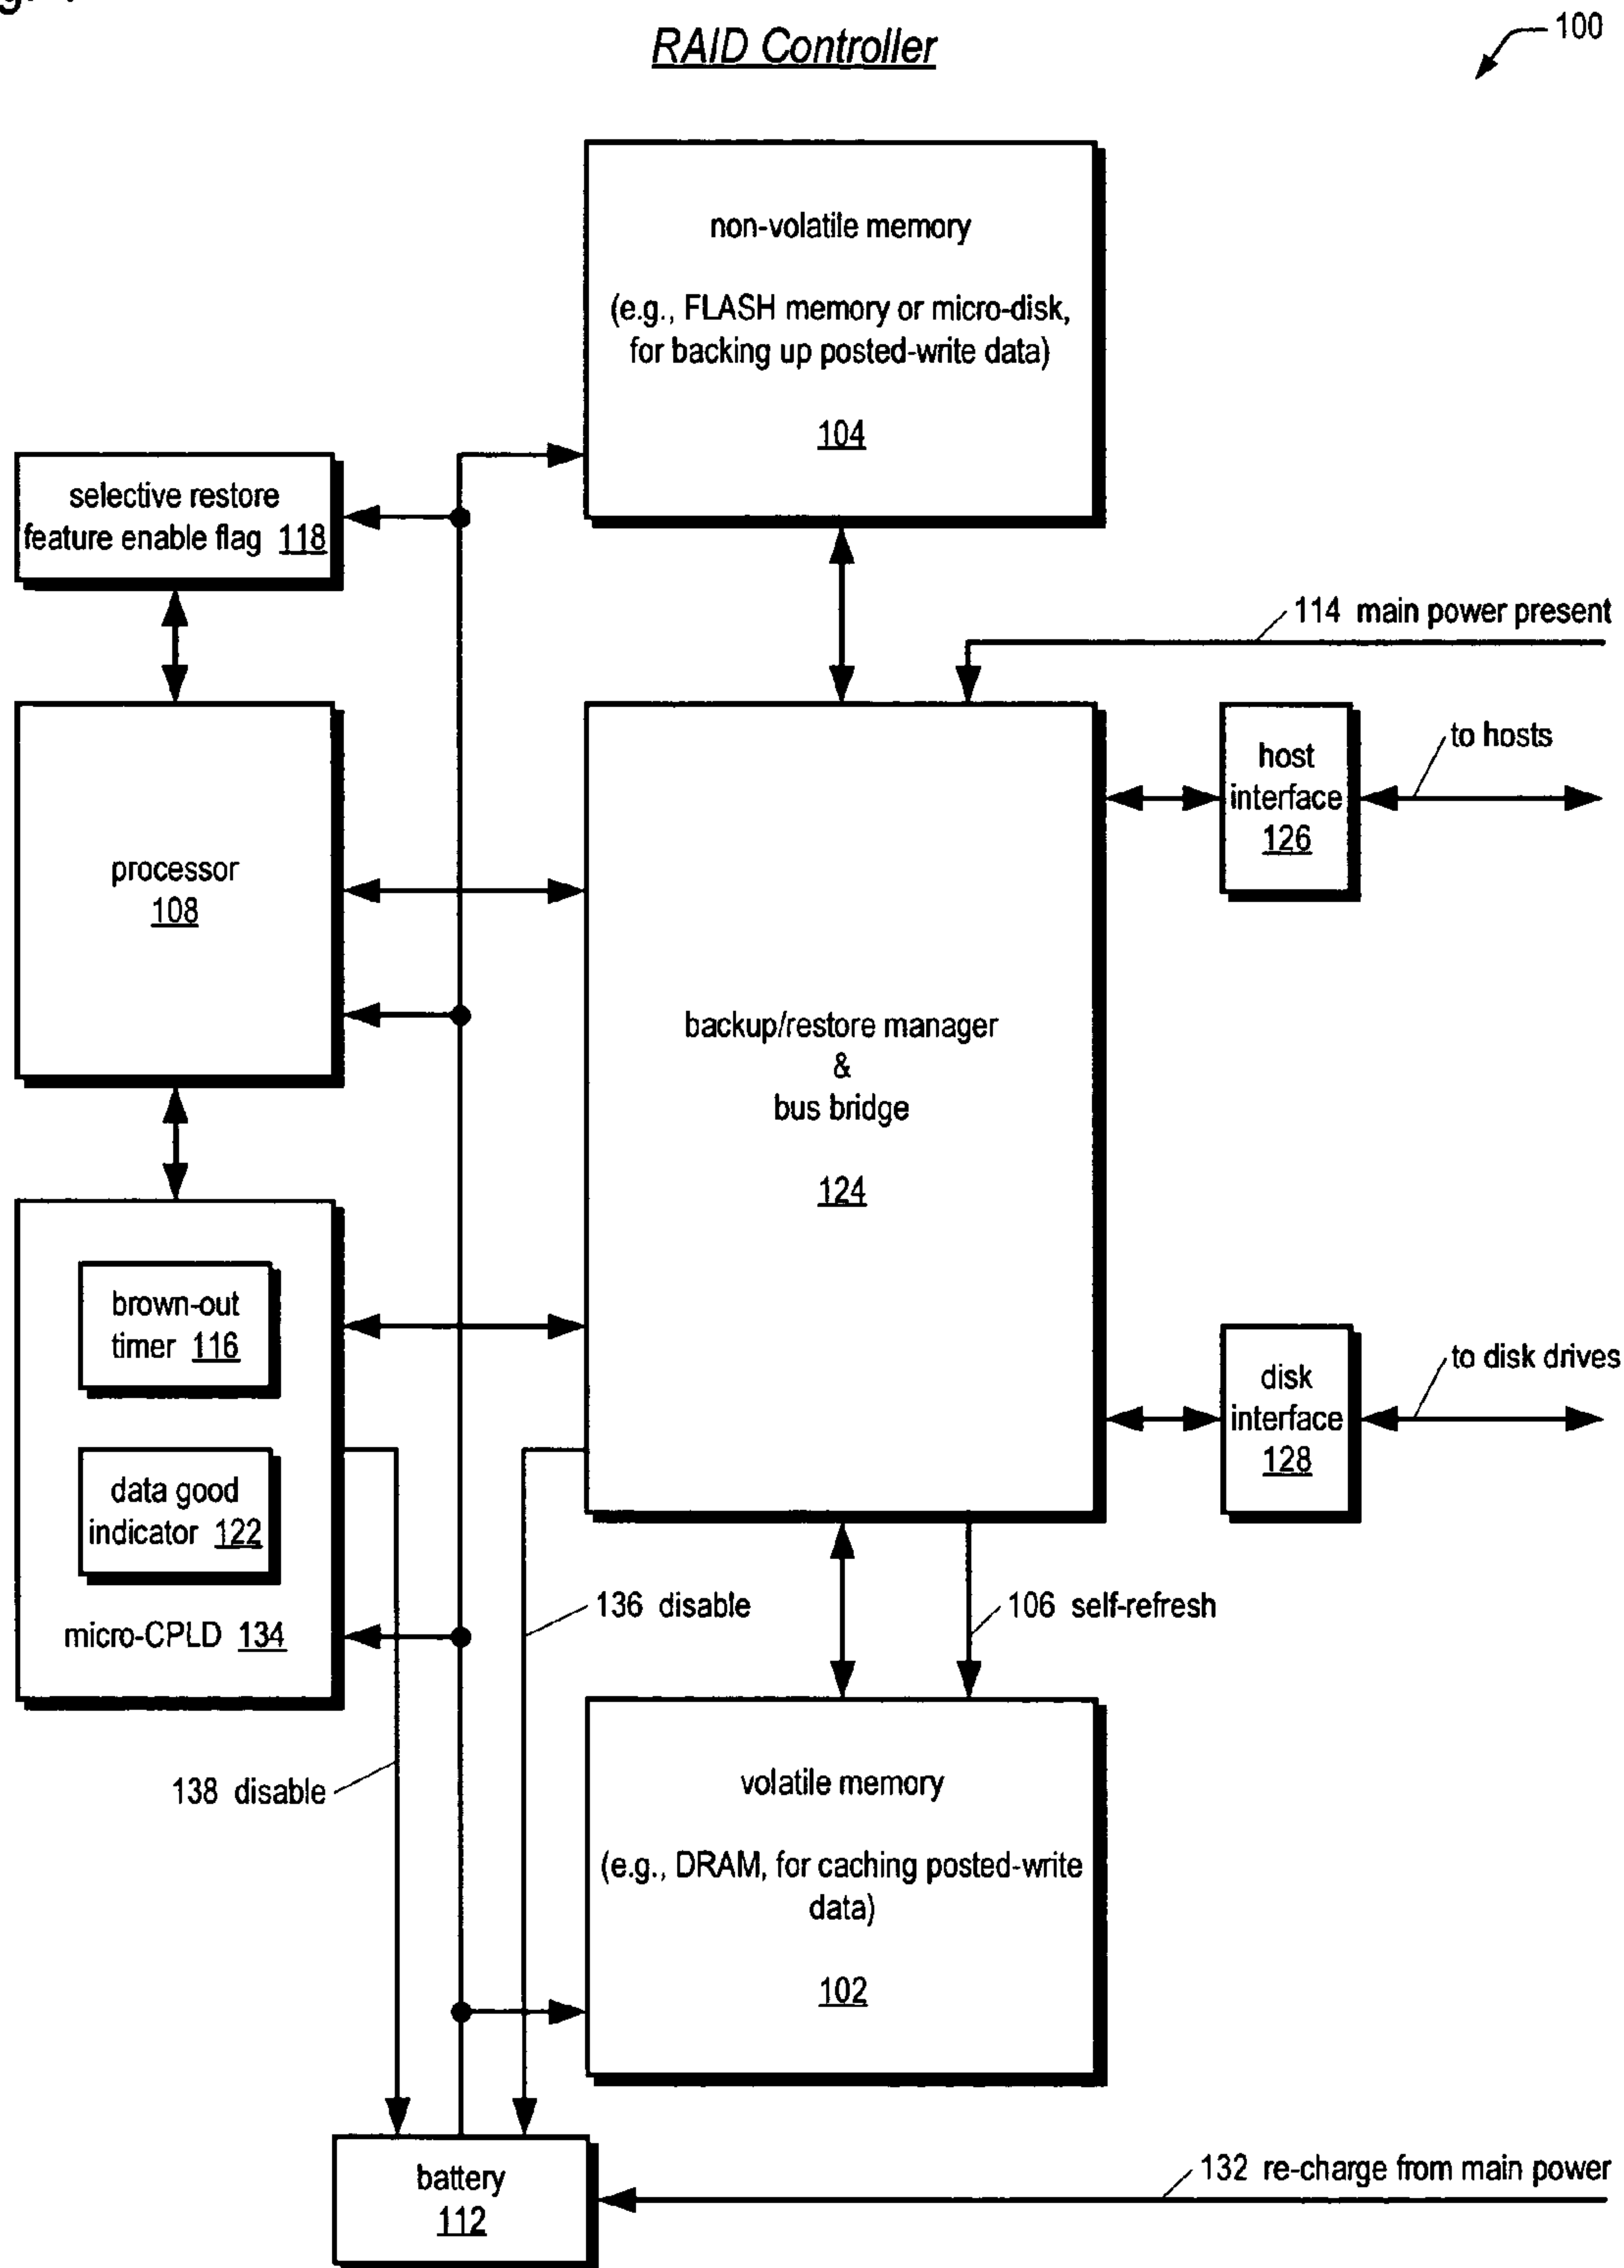 RAID Controller
100
non-volatile memory
(e.g., FLASH memory or micro-disk,
for backing up posted-write data)
104
selective restore
feature enable flag 118
114 main power present
processor
108
host
interface
126
to hosts
backup/restore manager
&
bus bridge
124
brown-out
timer 116
data good
indicator 122
micro-CPLD 134
disk
interface
128
to disk drives
136 disable
106 self-refresh
138 disable
volatile memory
(e.g., DRAM, for caching posted-write
data)
102
battery
112
132 re-charge from main power